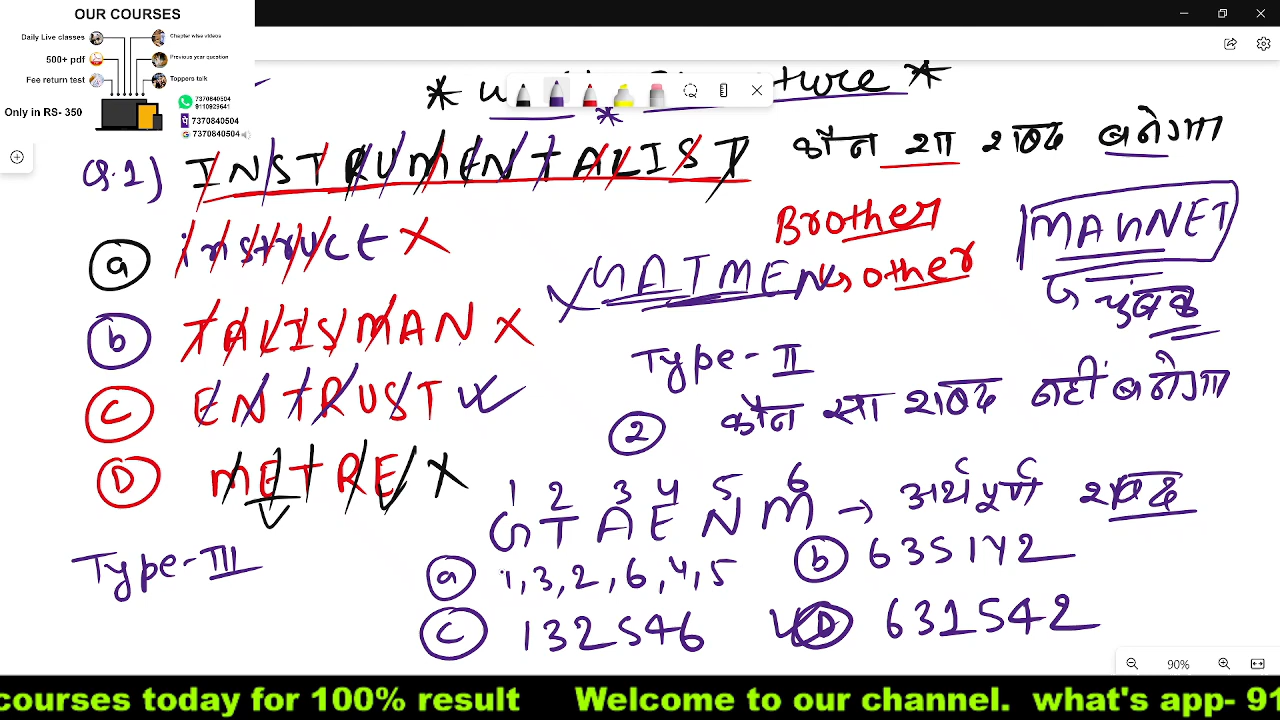 OUR COURSES
Daily Live classes
Chapter wise videos
500+ pdf
Previous year question
Fee return test
Toppers talk
Only in RS- 350
7370840504
9110929641
7370840504
7370840504
Q.1) INSTRUMENTALIST कौन सा शब्द बनेगा
a instruct X
b TALISMAN X
C ENTRUST
D METRE X
Brother
other
GATMEN
MAGNET
चुंबक
Type-II
2 कौन सा शब्द नहीं बनेगा
1 2 3 4 5 6
G T A E N M → अर्थपूर्ण शब्द
a 1,3,2,6,4,5
b 635142
C 132546
D 631542
Type-III
90%
courses today for 100% result Welcome to our channel. what's app- 91